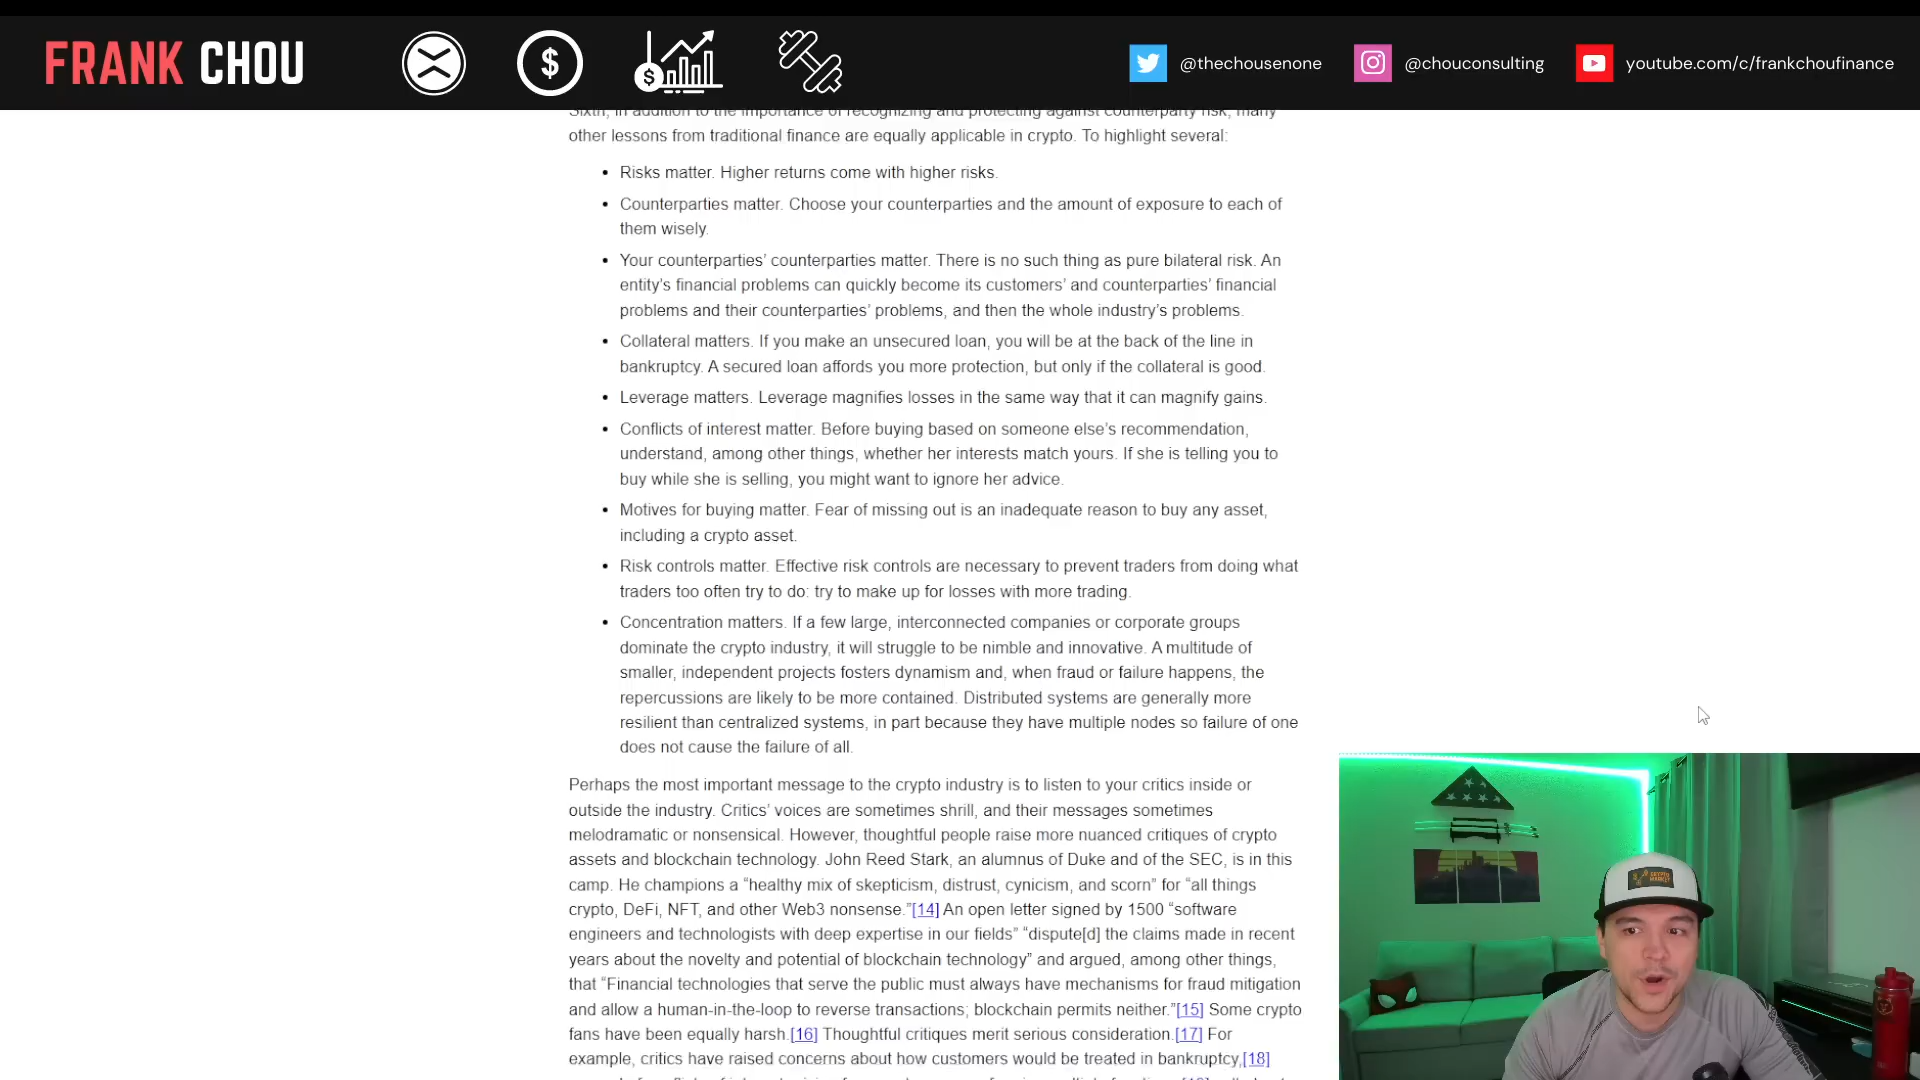 FRANK CHOU
@thechousenone
@chouconsulting
youtube.com/c/frankchoufinance
Sixth, in addition to the importance of recognizing and protecting against counterparty risk, many
other lessons from traditional finance are equally applicable in crypto. To highlight several:
• Risks matter. Higher returns come with higher risks.
• Counterparties matter. Choose your counterparties and the amount of exposure to each of
them wisely.
• Your counterparties’ counterparties matter. There is no such thing as pure bilateral risk. An
entity’s financial problems can quickly become its customers’ and counterparties’ financial
problems and their counterparties’ problems, and then the whole industry’s problems.
• Collateral matters. If you make an unsecured loan, you will be at the back of the line in
bankruptcy. A secured loan affords you more protection, but only if the collateral is good.
• Leverage matters. Leverage magnifies losses in the same way that it can magnify gains.
• Conflicts of interest matter. Before buying based on someone else’s recommendation,
understand, among other things, whether her interests match yours. If she is telling you to
buy while she is selling, you might want to ignore her advice.
• Motives for buying matter. Fear of missing out is an inadequate reason to buy any asset,
including a crypto asset.
• Risk controls matter. Effective risk controls are necessary to prevent traders from doing what
traders too often try to do: try to make up for losses with more trading.
• Concentration matters. If a few large, interconnected companies or corporate groups
dominate the crypto industry, it will struggle to be nimble and innovative. A multitude of
smaller, independent projects fosters dynamism and, when fraud or failure happens, the
repercussions are likely to be more contained. Distributed systems are generally more
resilient than centralized systems, in part because they have multiple nodes so failure of one
does not cause the failure of all.
Perhaps the most important message to the crypto industry is to listen to your critics inside or
outside the industry. Critics’ voices are sometimes shrill, and their messages sometimes
melodramatic or nonsensical. However, thoughtful people raise more nuanced critiques of crypto
assets and blockchain technology. John Reed Stark, an alumnus of Duke and of the SEC, is in this
camp. He champions a “healthy mix of skepticism, distrust, cynicism, and scorn” for “all things
crypto, DeFi, NFT, and other Web3 nonsense.”[14] An open letter signed by 1500 “software
engineers and technologists with deep expertise in our fields” “dispute[d] the claims made in recent
years about the novelty and potential of blockchain technology” and argued, among other things,
that “Financial technologies that serve the public must always have mechanisms for fraud mitigation
and allow a human-in-the-loop to reverse transactions; blockchain permits neither.”[15] Some crypto
fans have been equally harsh.[16] Thoughtful critiques merit serious consideration.[17] For
example, critics have raised concerns about how customers would be treated in bankruptcy,[18]